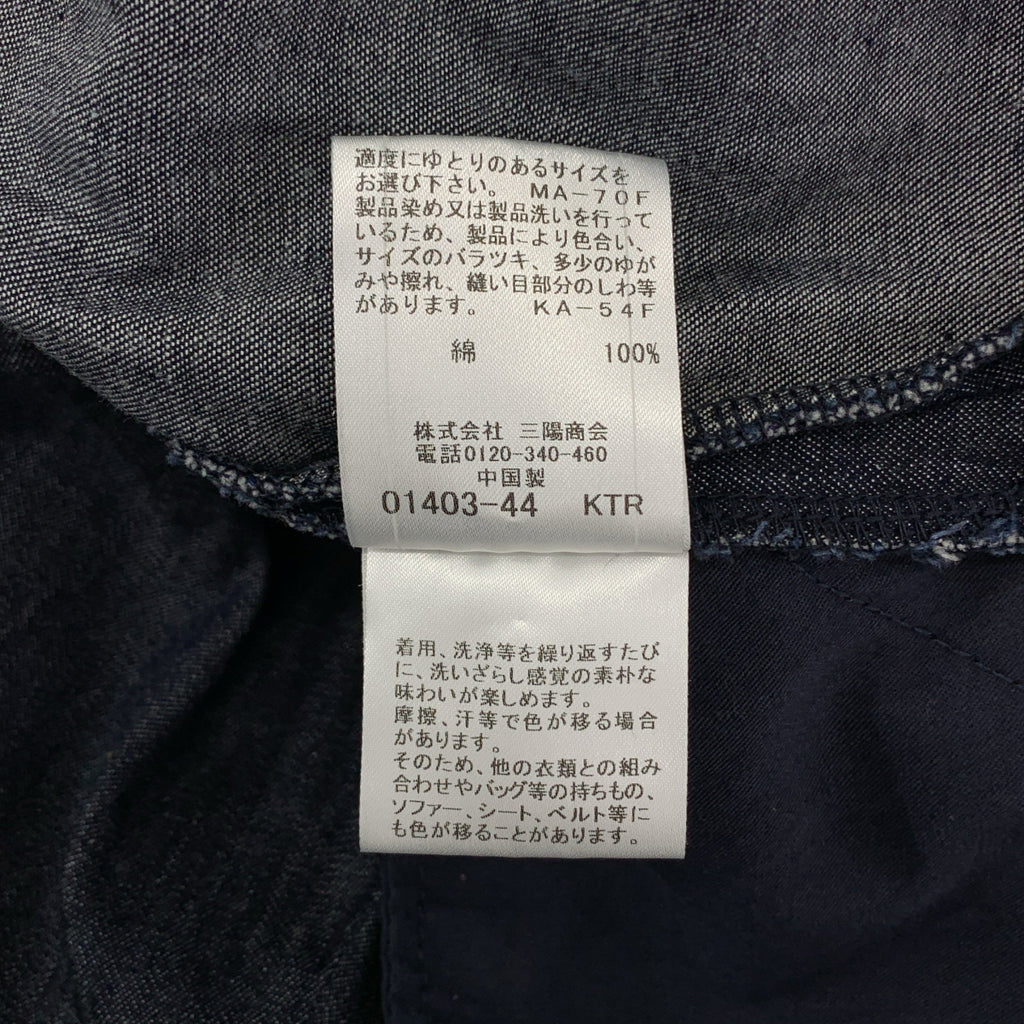 適度にゆとりのあるサイズを
お選び下さい。 MA-70F
製品染め又は製品洗いを行って
いるため、製品により色合い、
サイズのバラツキ、多少のゆが
みや擦れ、縫い目部分のしわ等
があります。 KA-54F
綿 100%
株式会社 三陽商会
電話0120-340-460
中国製
01403-44 KTR
着用、洗浄等を繰り返すたび
に、洗いざらし感覚の素朴な
味わいが楽しめます。
摩擦、汗等で色が移る場合
があります。
そのため、他の衣類との組み
合わせやバッグ等の持ちもの、
ソファー、シート、ベルト等に
も色が移ることがあります。